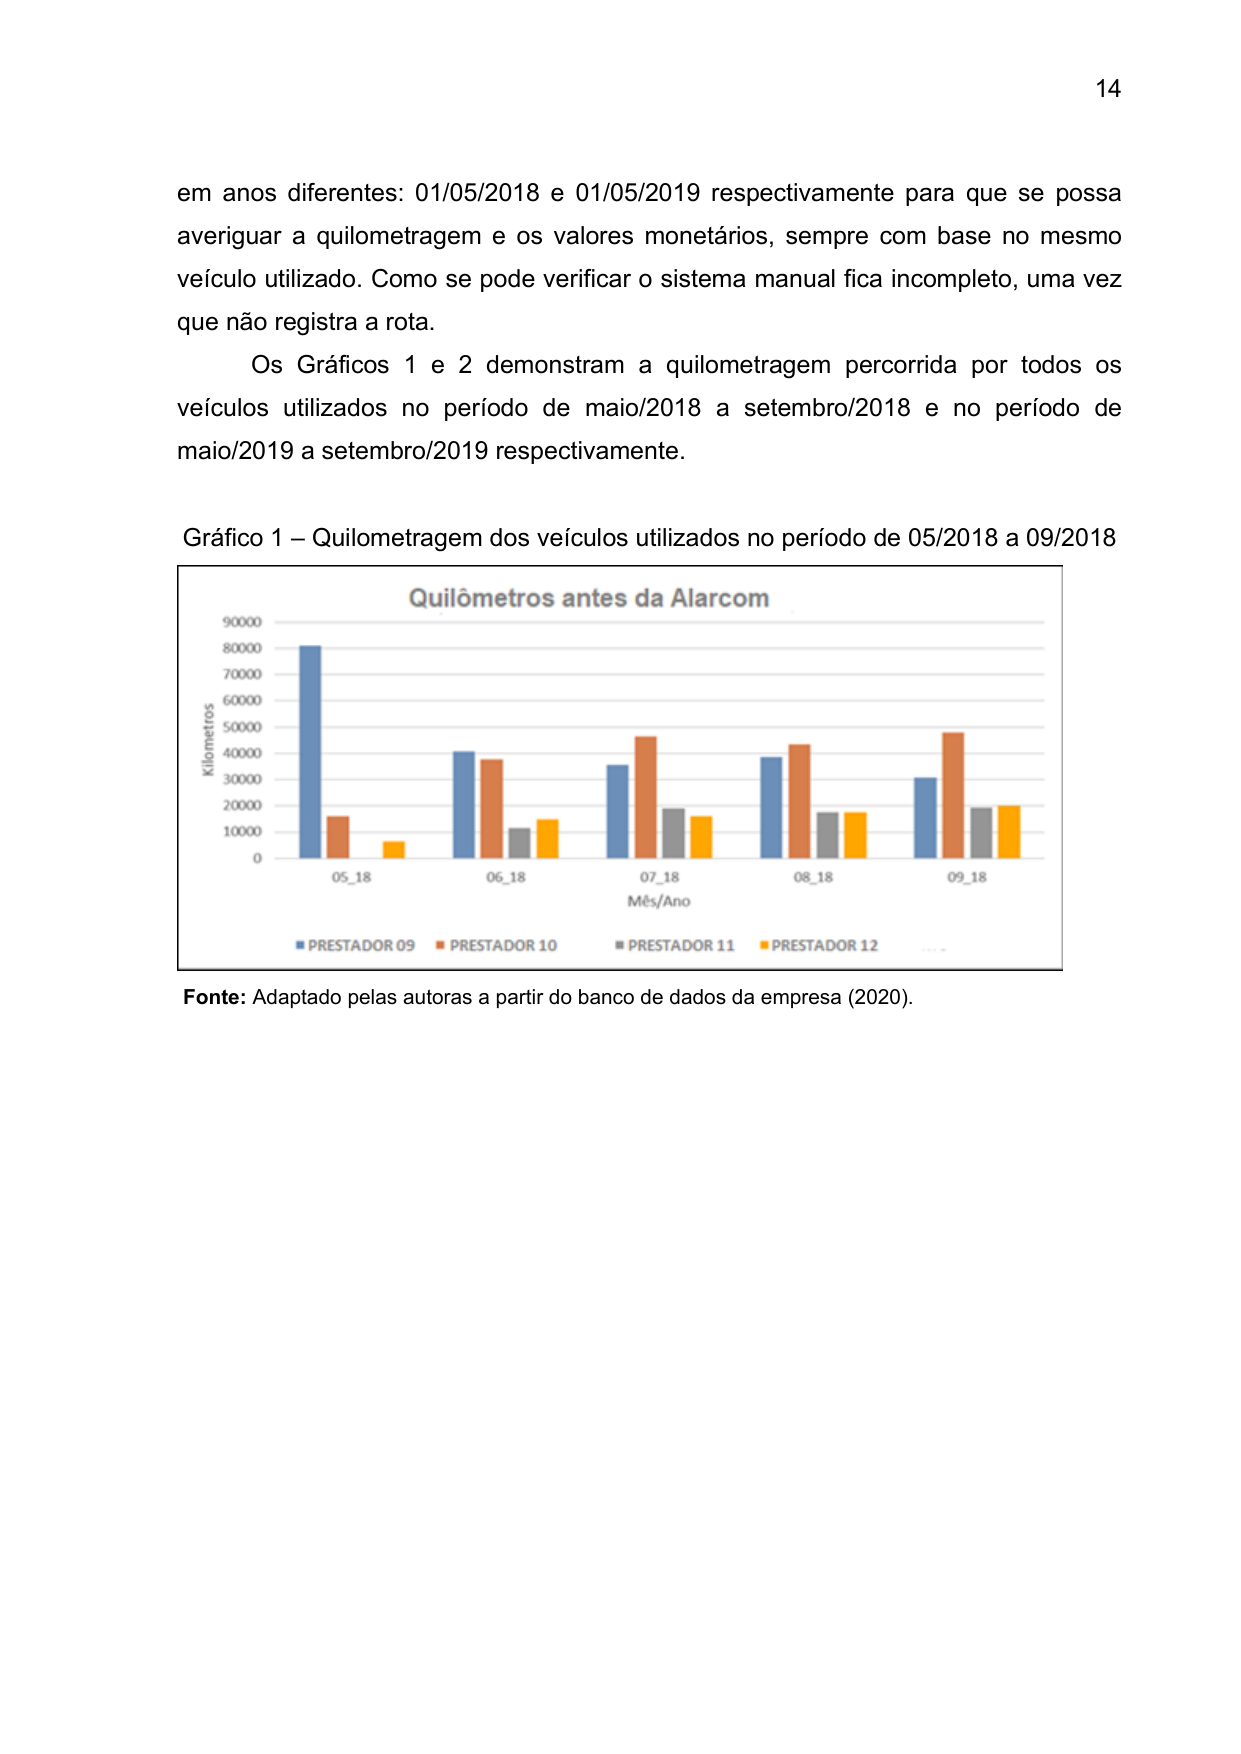 14
em anos diferentes: 01/05/2018 e 01/05/2019 respectivamente para que se possa
averiguar a quilometragem e os valores monetários, sempre com base no mesmo
veículo utilizado. Como se pode verificar o sistema manual fica incompleto, uma vez
que não registra a rota.
Os Gráficos 1 e 2 demonstram a quilometragem percorrida por todos os
veículos utilizados no período de maio/2018 a setembro/2018 e no período de
maio/2019 a setembro/2019 respectivamente.
Gráfico 1 – Quilometragem dos veículos utilizados no período de 05/2018 a 09/2018
Quilômetros antes da Alarcom
90000
80000
70000
60000
50000
40000
30000
20000
10000
0
Kilometros
05_18 06_18 07_18 08_18 09_18
Mês/Ano
PRESTADOR 09 PRESTADOR 10 PRESTADOR 11 PRESTADOR 12
Fonte: Adaptado pelas autoras a partir do banco de dados da empresa (2020).